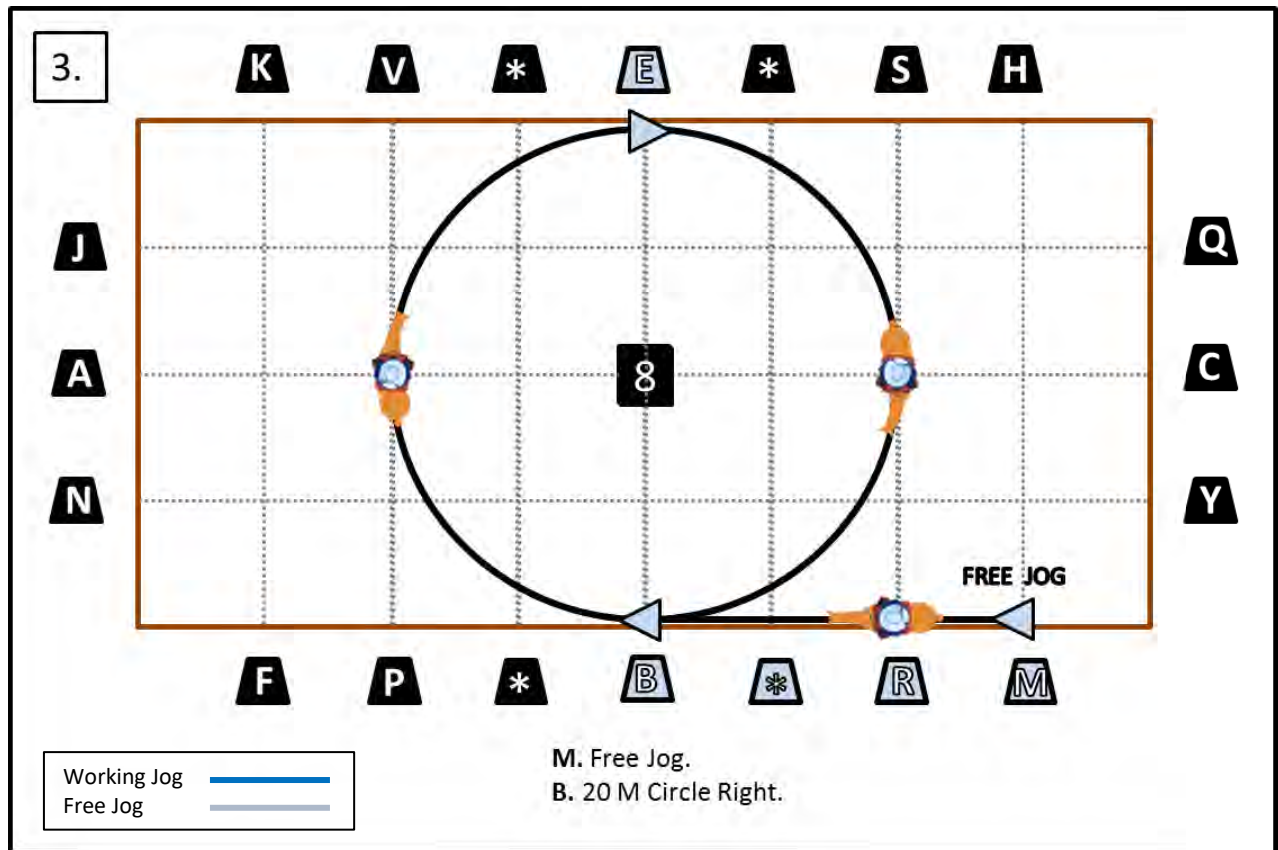 3.
K V * E * S H
J Q
A 8 C
N Y
FREE JOG
F P * B * R M
Working Jog
Free Jog
M. Free Jog.
B. 20 M Circle Right.